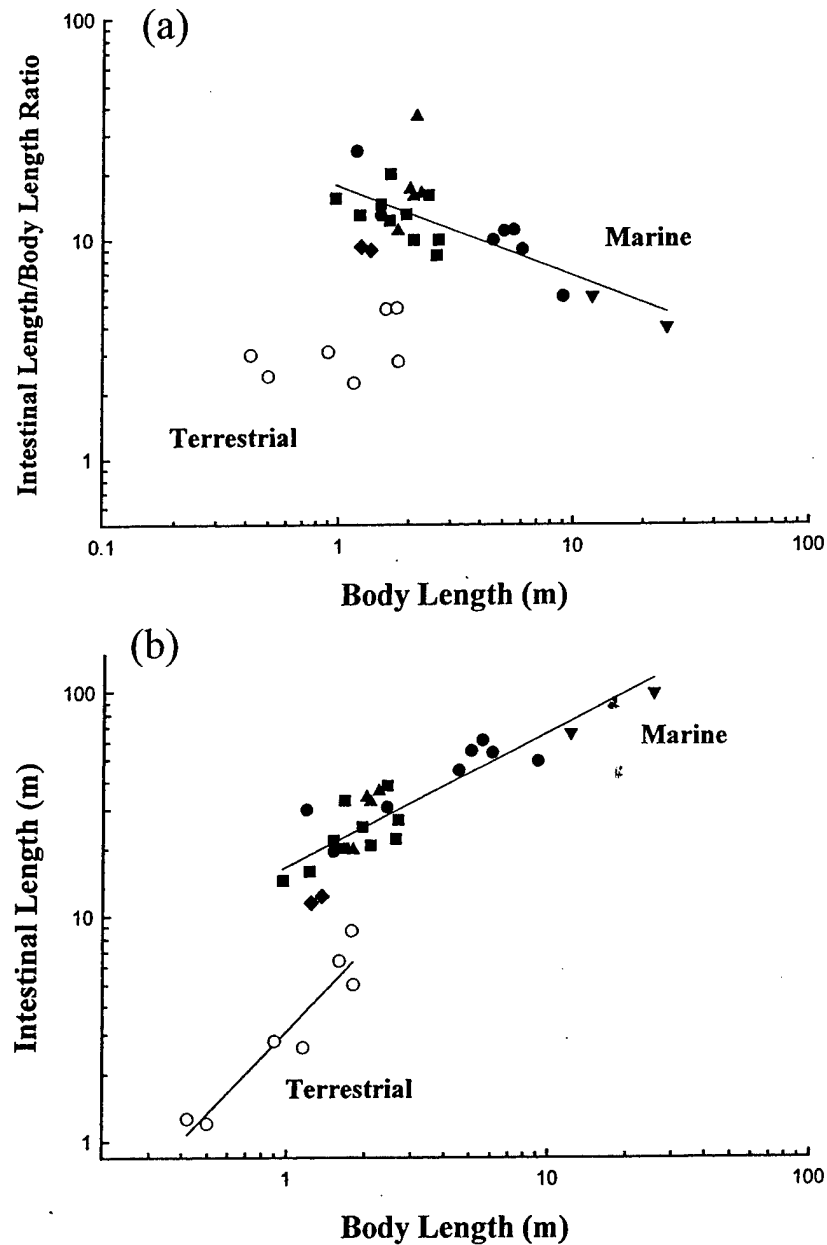 (a)
100
10
1
Intestinal Length/Body Length Ratio
Marine
Terrestrial
0.1
1
10
100
Body Length (m)
(b)
100
10
1
Intestinal Length (m)
Marine
Terrestrial
1
10
100
Body Length (m)